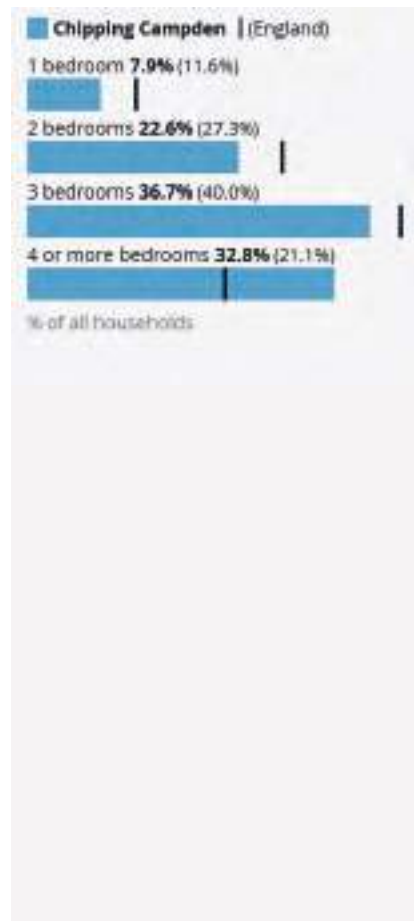 Chipping Campden | (England)
1 bedroom 7.9% (11.6%)
2 bedrooms 22.6% (27.3%)
3 bedrooms 36.7% (40.0%)
4 or more bedrooms 32.8% (21.1%)
% of all households